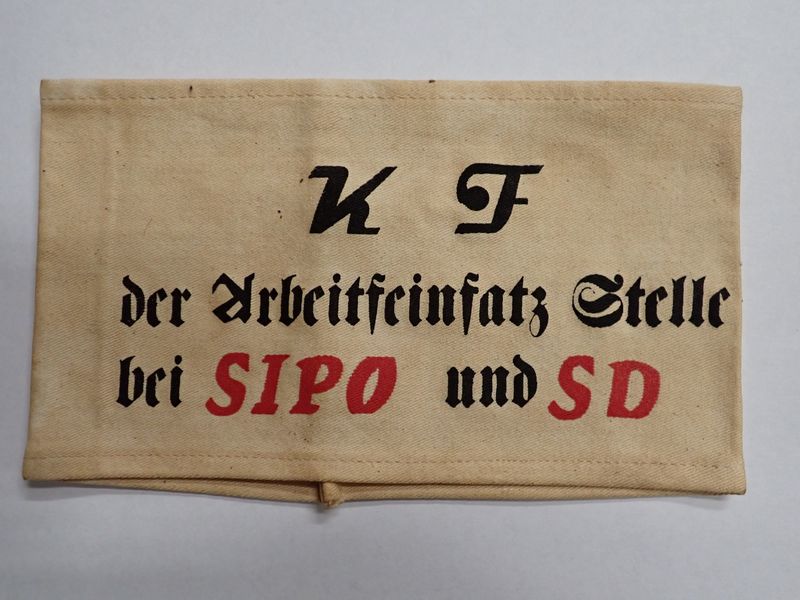 K F
der Arbeitſeinſatz Stelle
bei SIPO und SD